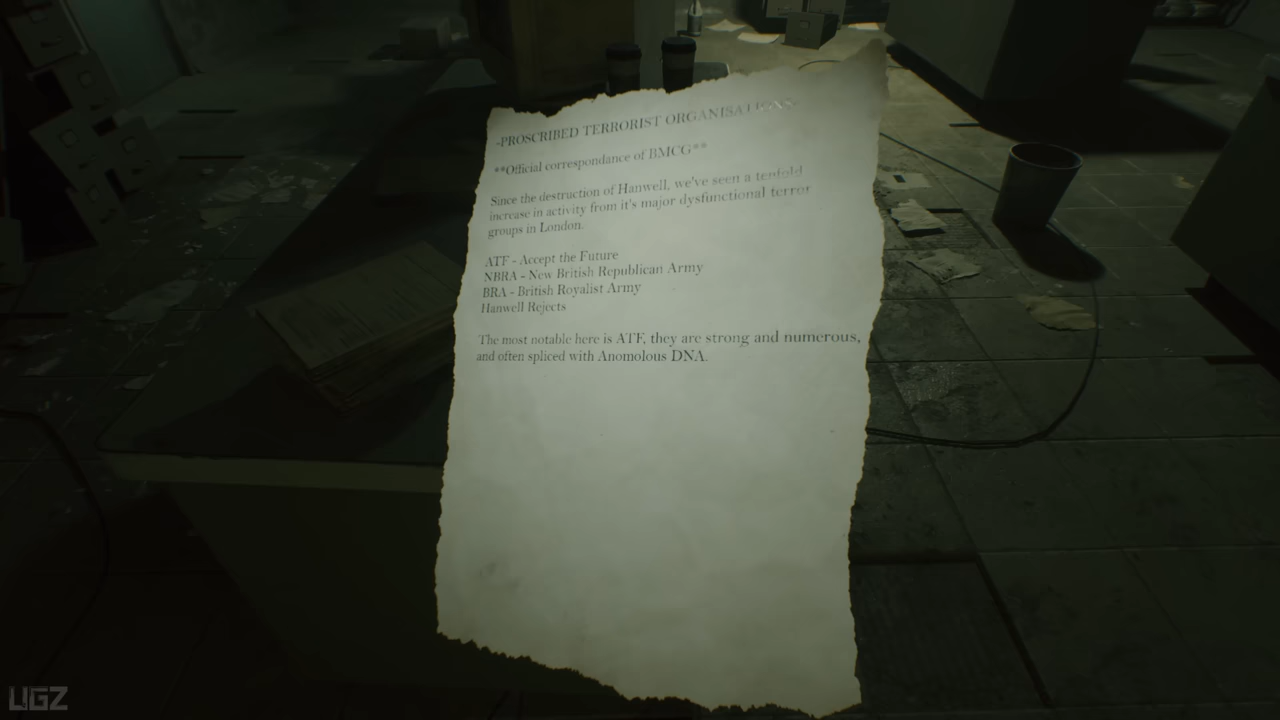 -PROSCRIBED TERRORIST ORGANISATIONS-
**Official correspondance of BMCG**
Since the destruction of Hanwell, we've seen a tenfold
increase in activity from it's major dysfunctional terror
groups in London.
ATF - Accept the Future
NBRA - New British Republican Army
BRA - British Royalist Army
Hanwell Rejects
The most notable here is ATF, they are strong and numerous,
and often spliced with Anomolous DNA.
UGZ